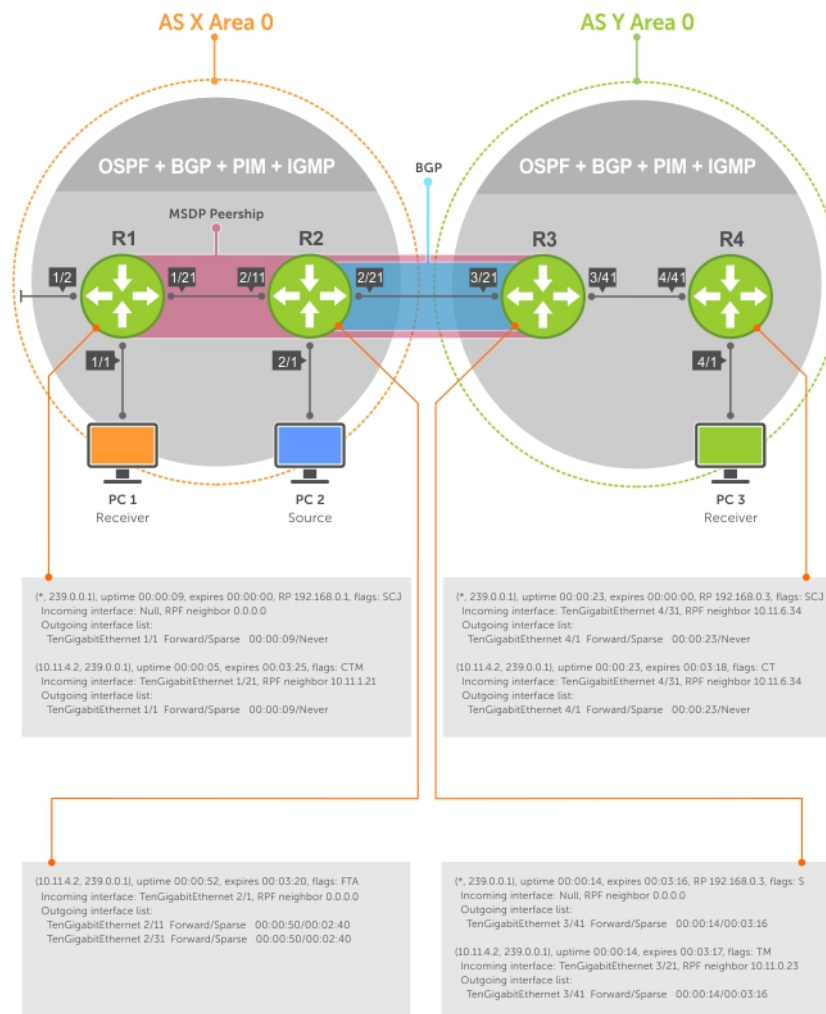 AS X Area 0
AS Y Area 0
OSPF + BGP + PIM + IGMP
BGP
OSPF + BGP + PIM + IGMP
MSDP Peership
R1
R2
R3
R4
1/2
1/21
2/11
2/21
3/21
3/41
4/41
1/1
2/1
4/1
PC 1
Receiver
PC 2
Source
PC 3
Receiver
(*, 239.0.0.1), uptime 00:00:09, expires 00:00:00, RP 192.168.0.1, flags: SCJ
Incoming interface: Null, RPF neighbor 0.0.0.0
Outgoing interface list:
TenGigabitEthernet 1/1 Forward/Sparse 00:00:09/Never
(10.11.4.2, 239.0.0.1), uptime 00:00:05, expires 00:03:25, flags: CTM
Incoming interface: TenGigabitEthernet 1/21, RPF neighbor 10.11.1.21
Outgoing interface list:
TenGigabitEthernet 1/1 Forward/Sparse 00:00:09/Never
(*, 239.0.0.1), uptime 00:00:23, expires 00:00:00, RP 192.168.0.3, flags: SCJ
Incoming interface: TenGigabitEthernet 4/31, RPF neighbor 10.11.6.34
Outgoing interface list:
TenGigabitEthernet 4/1 Forward/Sparse 00:00:23/Never
(10.11.4.2, 239.0.0.1), uptime 00:00:23, expires 00:03:18, flags: CT
Incoming interface: TenGigabitEthernet 4/31, RPF neighbor 10.11.6.34
Outgoing interface list:
TenGigabitEthernet 4/1 Forward/Sparse 00:00:23/Never
(10.11.4.2, 239.0.0.1), uptime 00:00:52, expires 00:03:20, flags: FTA
Incoming interface: TenGigabitEthernet 2/1, RPF neighbor 0.0.0.0
Outgoing interface list:
TenGigabitEthernet 2/11 Forward/Sparse 00:00:50/00:02:40
TenGigabitEthernet 2/31 Forward/Sparse 00:00:50/00:02:40
(*, 239.0.0.1), uptime 00:00:14, expires 00:03:16, RP 192.168.0.3, flags: S
Incoming interface: Null, RPF neighbor 0.0.0.0
Outgoing interface list:
TenGigabitEthernet 3/41 Forward/Sparse 00:00:14/00:03:16
(10.11.4.2, 239.0.0.1), uptime 00:00:14, expires 00:03:17, flags: TM
Incoming interface: TenGigabitEthernet 3/21, RPF neighbor 10.11.0.23
Outgoing interface list:
TenGigabitEthernet 3/41 Forward/Sparse 00:00:14/00:03:16